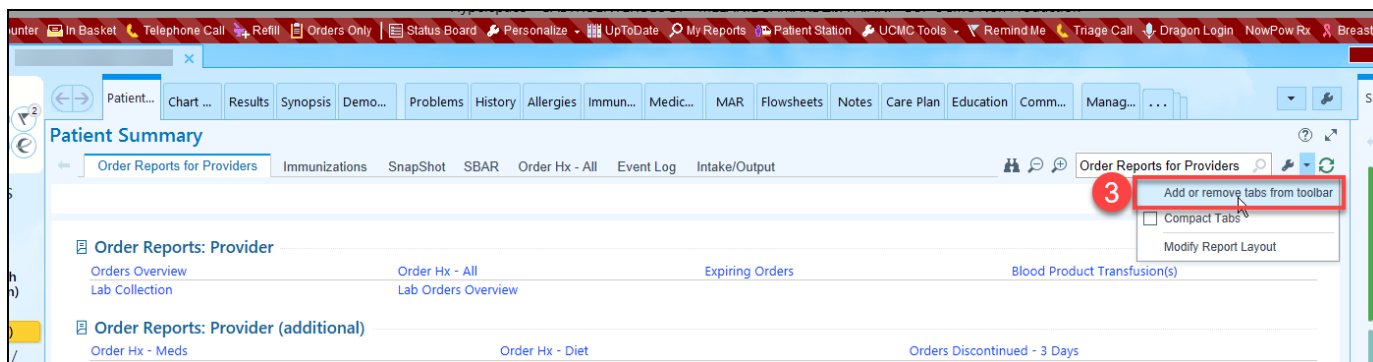 unter In Basket Telephone Call Refill Orders Only Status Board Personalize UpToDate My Reports Patient Station UCMC Tools Remind Me Triage Call Dragon Login NowPow Rx Breast
Patient... Chart ... Results Synopsis Demo... Problems History Allergies Immun... Medic... MAR Flowsheets Notes Care Plan Education Comm... Manag... ...
2
Patient Summary
Order Reports for Providers Immunizations SnapShot SBAR Order Hx - All Event Log Intake/Output Order Reports for Providers
3 Add or remove tabs from toolbar
Compact Tabs
Modify Report Layout
Order Reports: Provider
Orders Overview Order Hx - All Expiring Orders Blood Product Transfusion(s)
Lab Collection Lab Orders Overview
Order Reports: Provider (additional)
Order Hx - Meds Order Hx - Diet Orders Discontinued - 3 Days